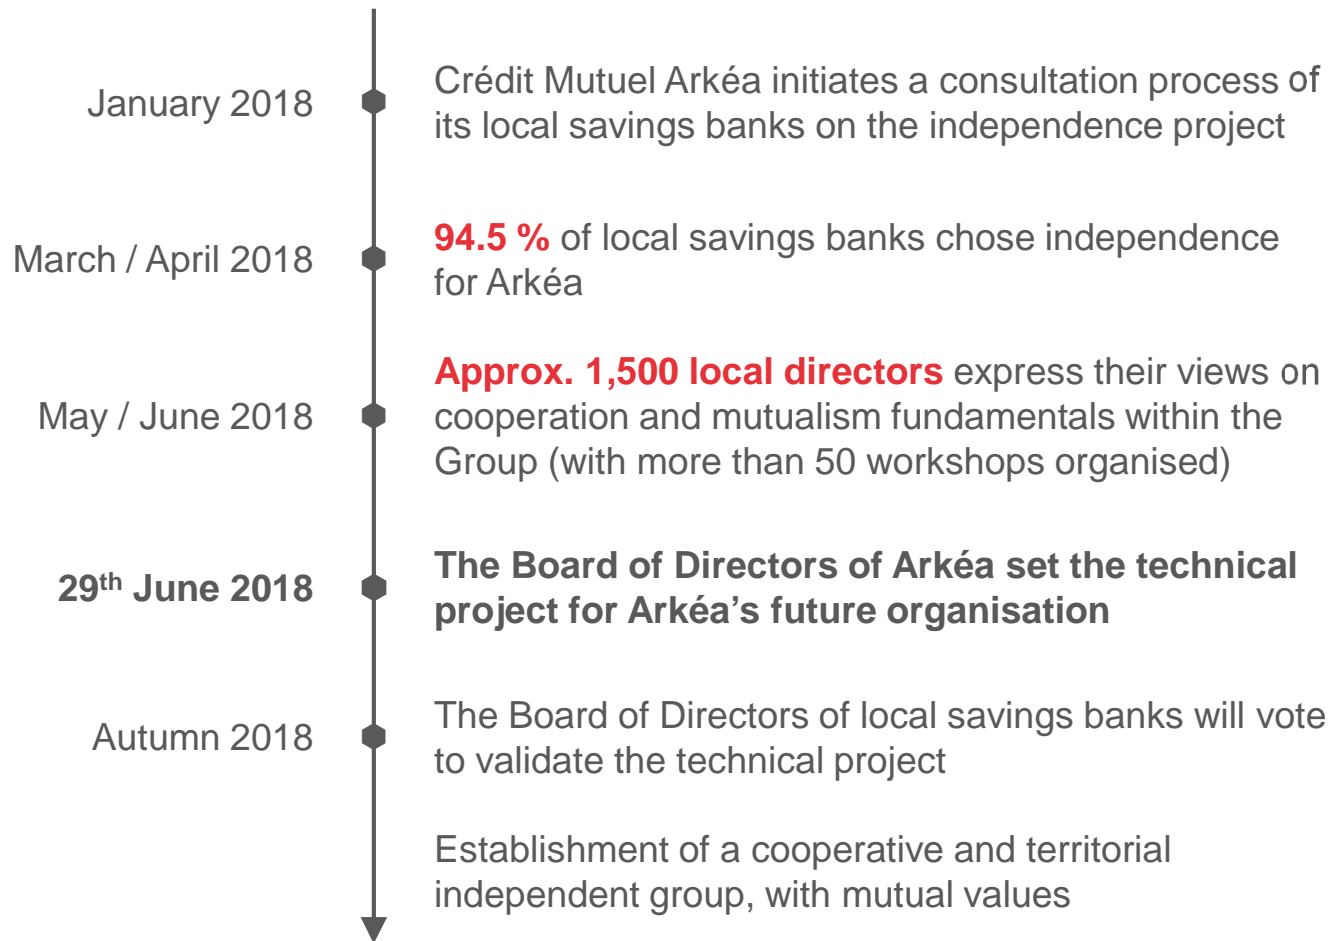 January 2018
Crédit Mutuel Arkéa initiates a consultation process of
its local savings banks on the independence project
March / April 2018
94.5 % of local savings banks chose independence
for Arkéa
May / June 2018
Approx. 1,500 local directors express their views on
cooperation and mutualism fundamentals within the
Group (with more than 50 workshops organised)
29th June 2018
The Board of Directors of Arkéa set the technical
project for Arkéa's future organisation
Autumn 2018
The Board of Directors of local savings banks will vote
to validate the technical project
Establishment of a cooperative and territorial
independent group, with mutual values